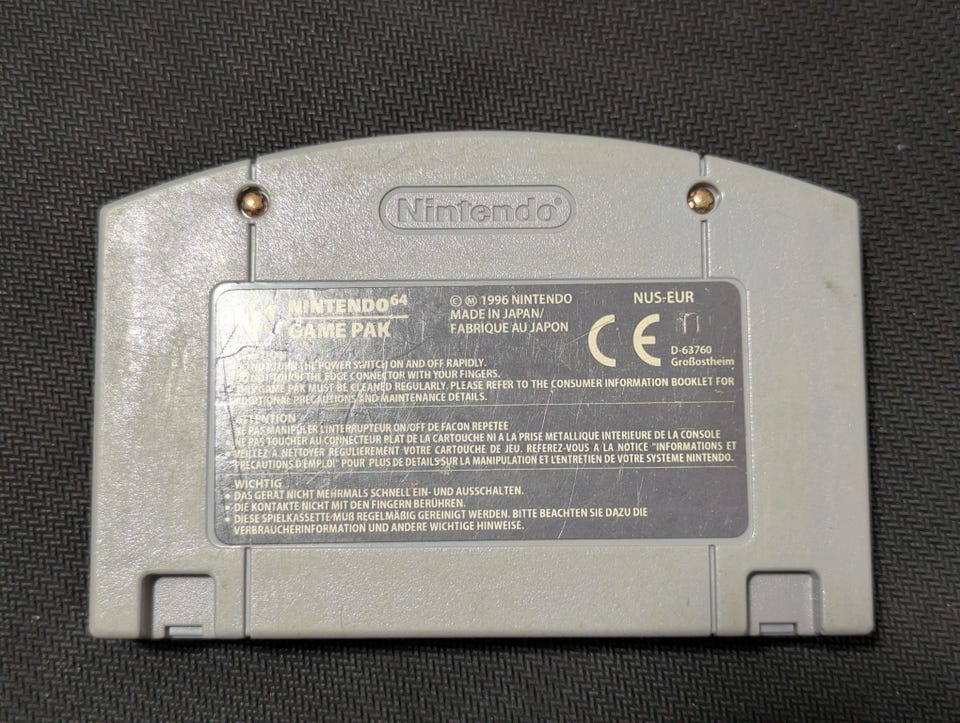 Nintendo
NINTENDO64
GAME PAK
© Ⓜ 1996 NINTENDO
MADE IN JAPAN/
FABRIQUE AU JAPON
NUS-EUR
CE
D-63760
Großostheim
THE POWER SWITCH ON AND OFF RAPIDLY.
THE EDGE CONNECTOR WITH YOUR FINGERS.
GAME PAK MUST BE CLEANED REGULARLY. PLEASE REFER TO THE CONSUMER INFORMATION BOOKLET FOR
ADDITIONAL PRECAUTIONS AND MAINTENANCE DETAILS.
ATTENTION
NE PAS MANIPULER L'INTERRUPTEUR ON/OFF DE FACON REPETEE
NE PAS TOUCHER AU CONNECTEUR PLAT DE LA CARTOUCHE NI A LA PRISE METALLIQUE INTERIEURE DE LA CONSOLE
VEILLEZ A NETTOYER REGULIEREMENT VOTRE CARTOUCHE DE JEU. REFEREZ-VOUS A LA NOTICE "INFORMATIONS ET
PRECAUTIONS D'EMPLOI" POUR PLUS DE DETAILS SUR LA MANIPULATION ET L'ENTRETIEN DE VOTRE SYSTEME NINTENDO.
WICHTIG
• DAS GERÄT NICHT MEHRMALS SCHNELL EIN- UND AUSSCHALTEN.
• DIE KONTAKTE NICHT MIT DEN FINGERN BERÜHREN.
• DIESE SPIELKASSETTE MUß REGELMÄßIG GEREINIGT WERDEN. BITTE BEACHTEN SIE DAZU DIE
VERBRAUCHERINFORMATION UND ANDERE WICHTIGE HINWEISE.